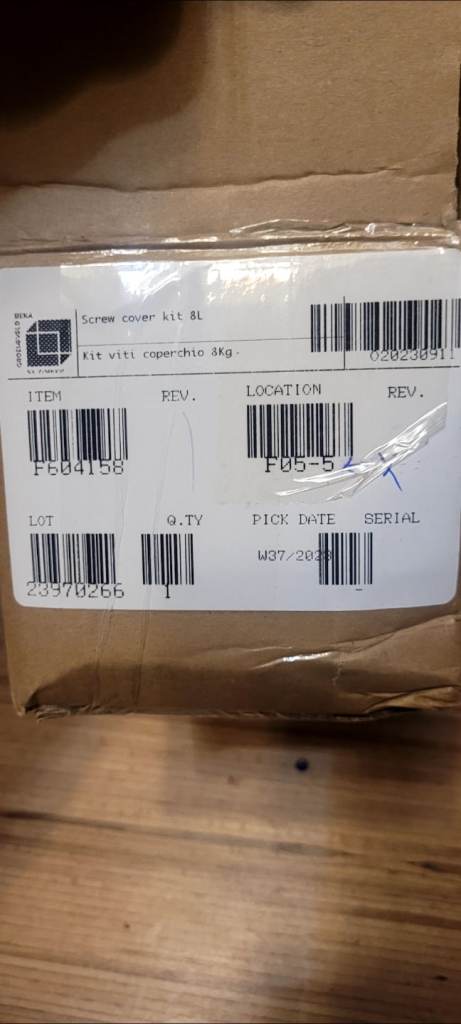 Screw cover kit 8L
Kit viti coperchio 8Kg.
020230911
ITEM REV. LOCATION REV.
F604158 F05-5
LOT Q.TY PICK DATE SERIAL
W37/2023
23970266 1 -